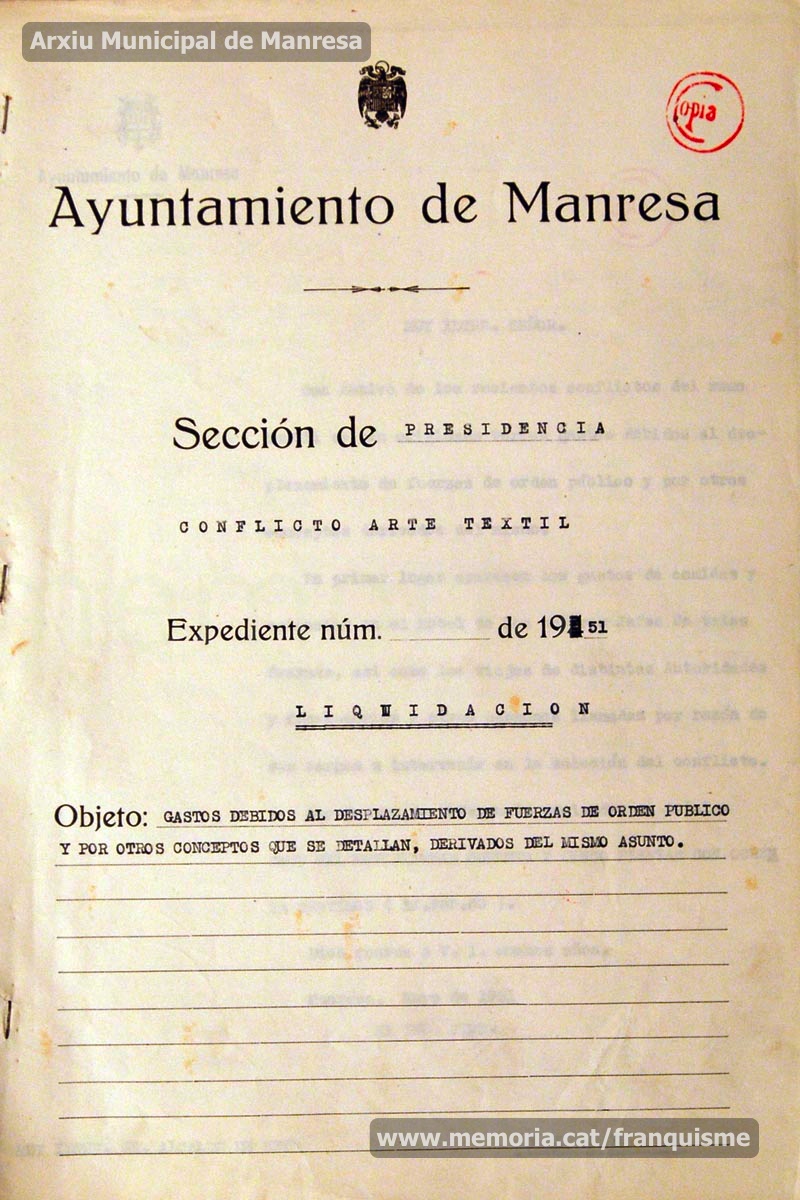 Arxiu Municipal de Manresa
Copia
Ayuntamiento de Manresa
Sección de PRESIDENCIA
CONFLICTO ARTE TEXTIL
Expediente núm. de 1951
LIQUIDACION
Objeto: GASTOS DEBIDOS AL DESPLAZAMIENTO DE FUERZAS DE ORDEN PUBLICO
Y POR OTROS CONCEPTOS QUE SE DETALLAN, DERIVADOS DEL MISMO ASUNTO.
www.memoria.cat/franquisme